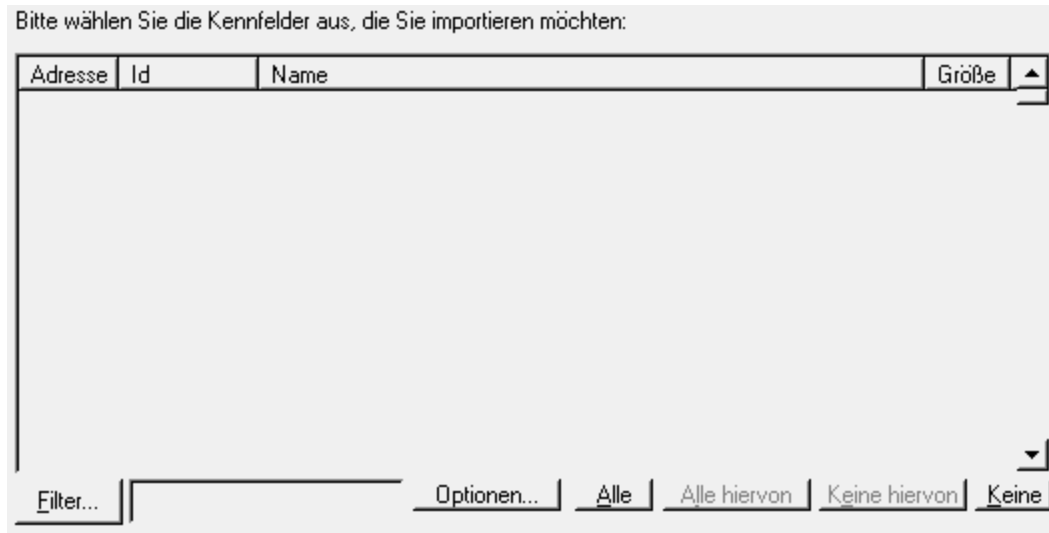 Bitte wählen Sie die Kennfelder aus, die Sie importieren möchten:
Adresse Id Name Größe
Filter... Optionen... Alle Alle hiervon Keine hiervon Keine